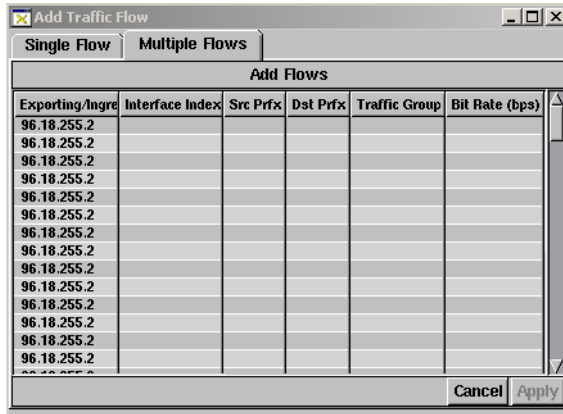 Add Traffic Flow
Single Flow Multiple Flows
Add Flows
Exporting/Ingre Interface Index Src Prfx Dst Prfx Traffic Group Bit Rate (bps)
96.18.255.2
96.18.255.2
96.18.255.2
96.18.255.2
96.18.255.2
96.18.255.2
96.18.255.2
96.18.255.2
96.18.255.2
96.18.255.2
96.18.255.2
96.18.255.2
96.18.255.2
96.18.255.2
Cancel Apply